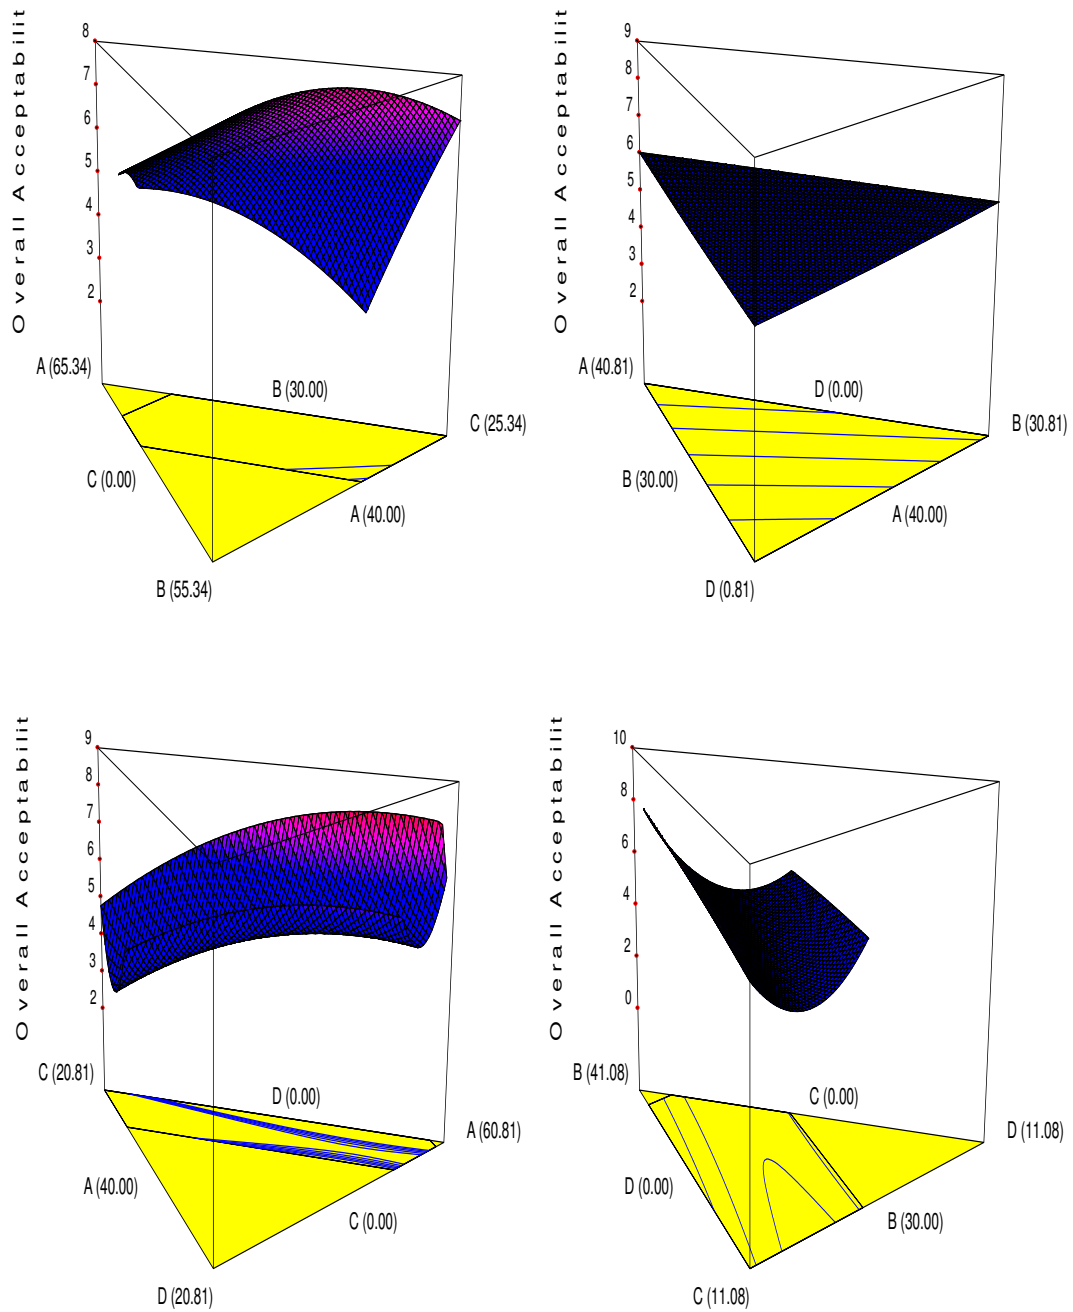 Overall Acceptabilit
8
7
6
5
4
3
2
A (65.34)
B (30.00)
C (25.34)
C (0.00)
A (40.00)
B (55.34)
Overall Acceptabilit
9
8
7
6
5
4
3
2
A (40.81)
D (0.00)
B (30.81)
B (30.00)
A (40.00)
D (0.81)
Overall Acceptabilit
9
8
7
6
5
4
3
2
C (20.81)
D (0.00)
A (60.81)
A (40.00)
C (0.00)
D (20.81)
Overall Acceptabilit
10
8
6
4
2
0
B (41.08)
C (0.00)
D (11.08)
D (0.00)
B (30.00)
C (11.08)